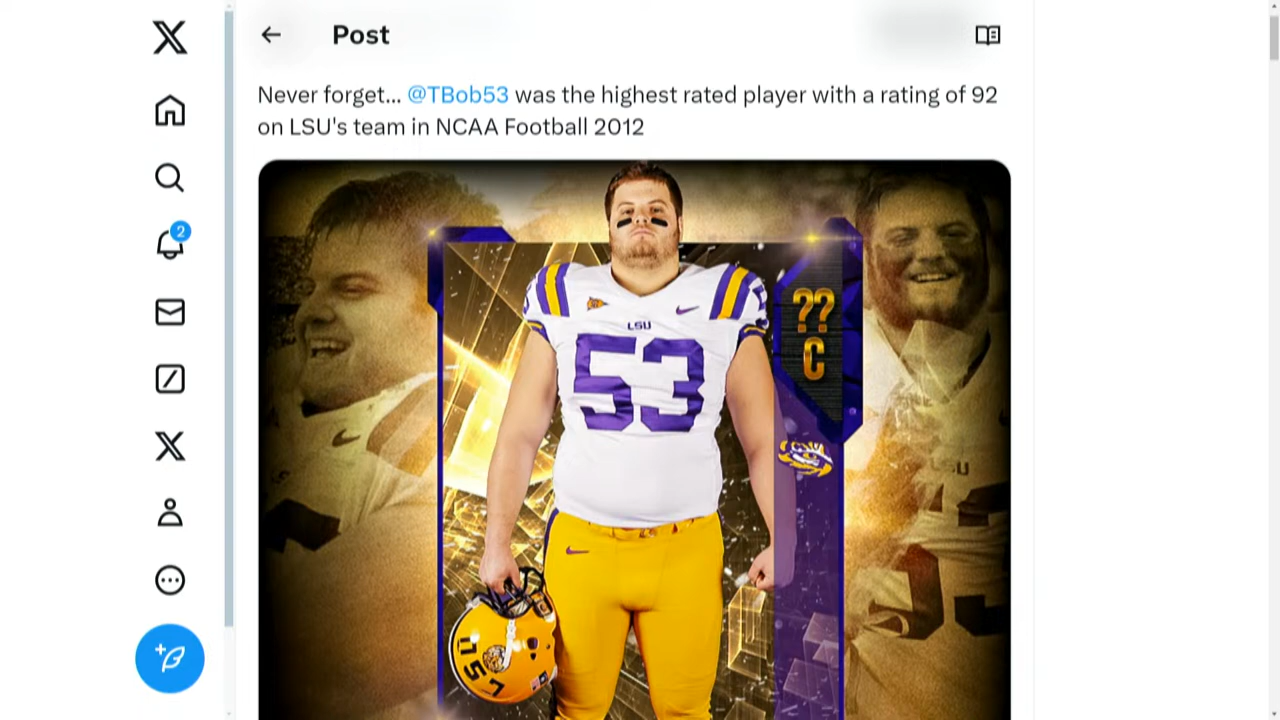 Post
2
Never forget... @TBob53 was the highest rated player with a rating of 92
on LSU's team in NCAA Football 2012
??
C
LSU
53
LSU